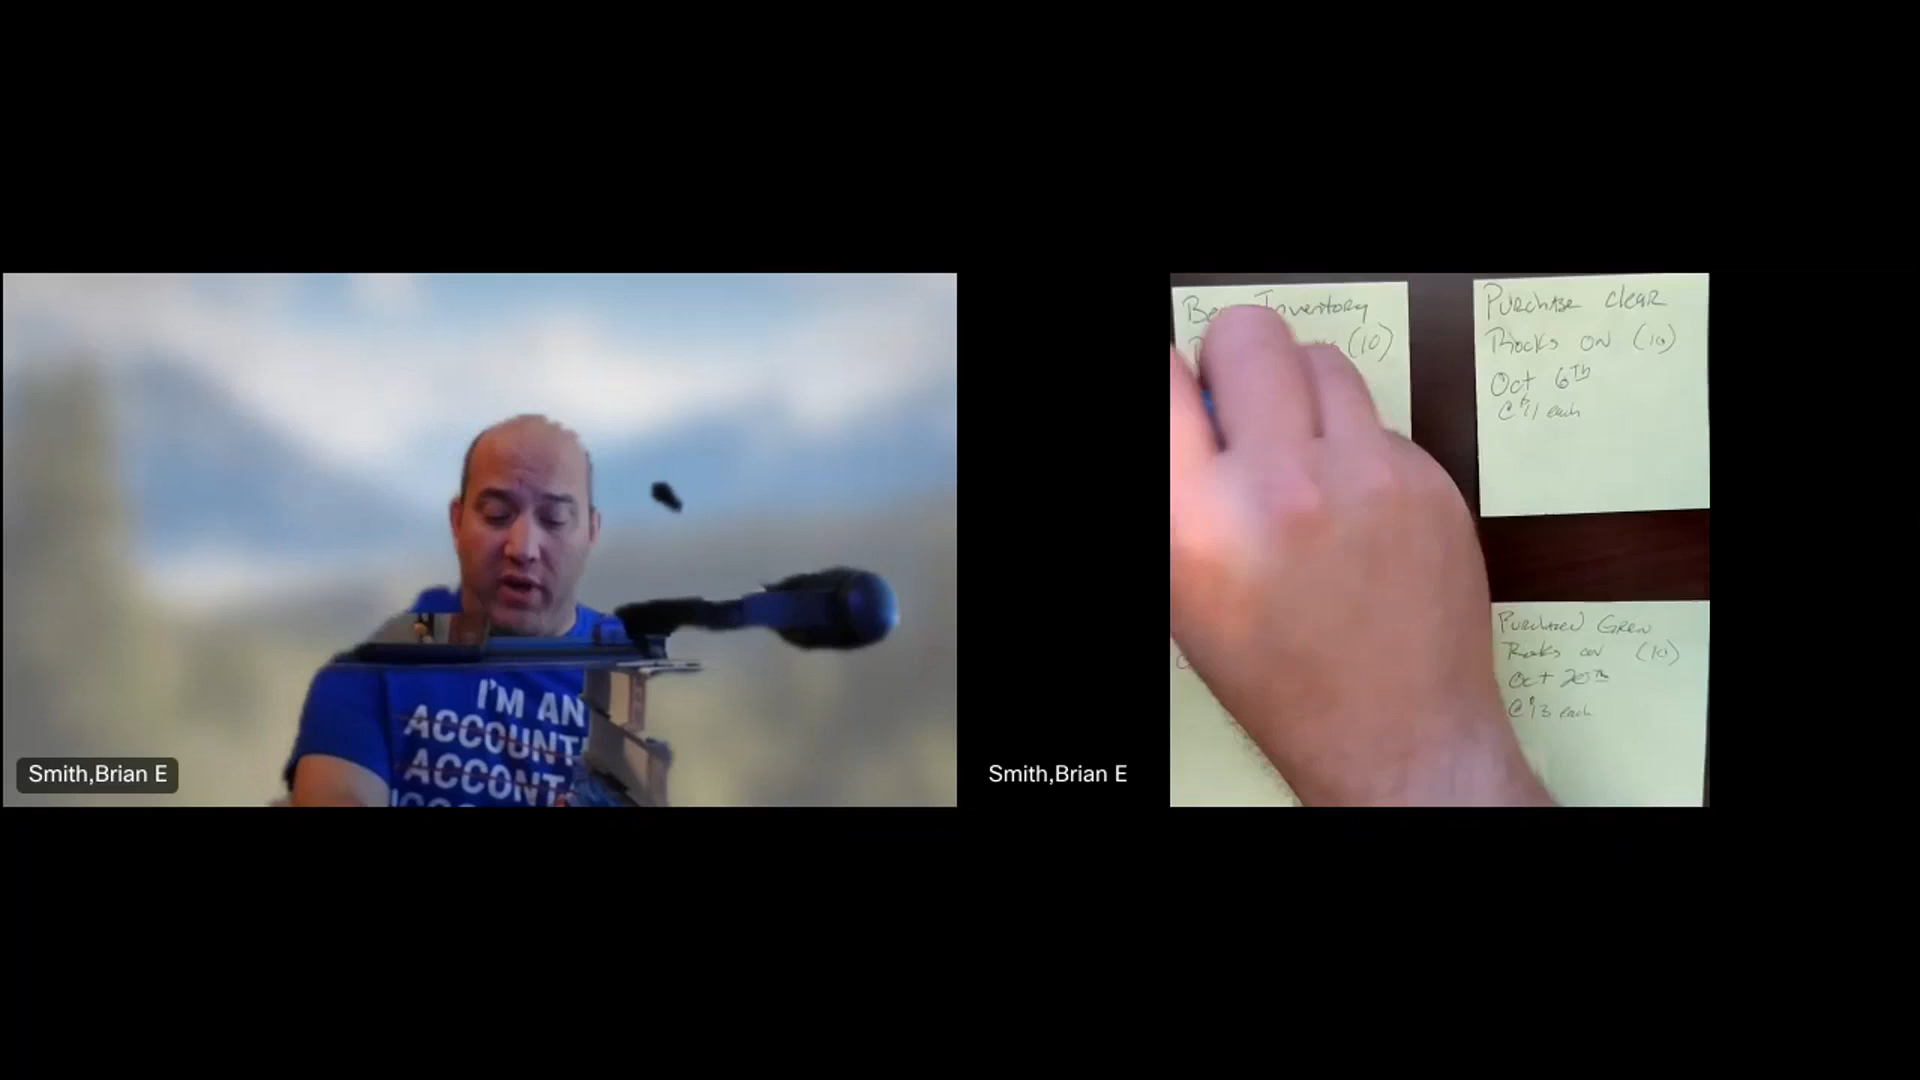 I'M AN
ACCOUNT
ACCONT
Smith,Brian E
Smith,Brian E
Inventory
(10)
Purchase Clear
Rocks on (10)
Oct 6th
@ $11 each
Purchased Green
Rocks on (10)
Oct 20th
@ $13 each